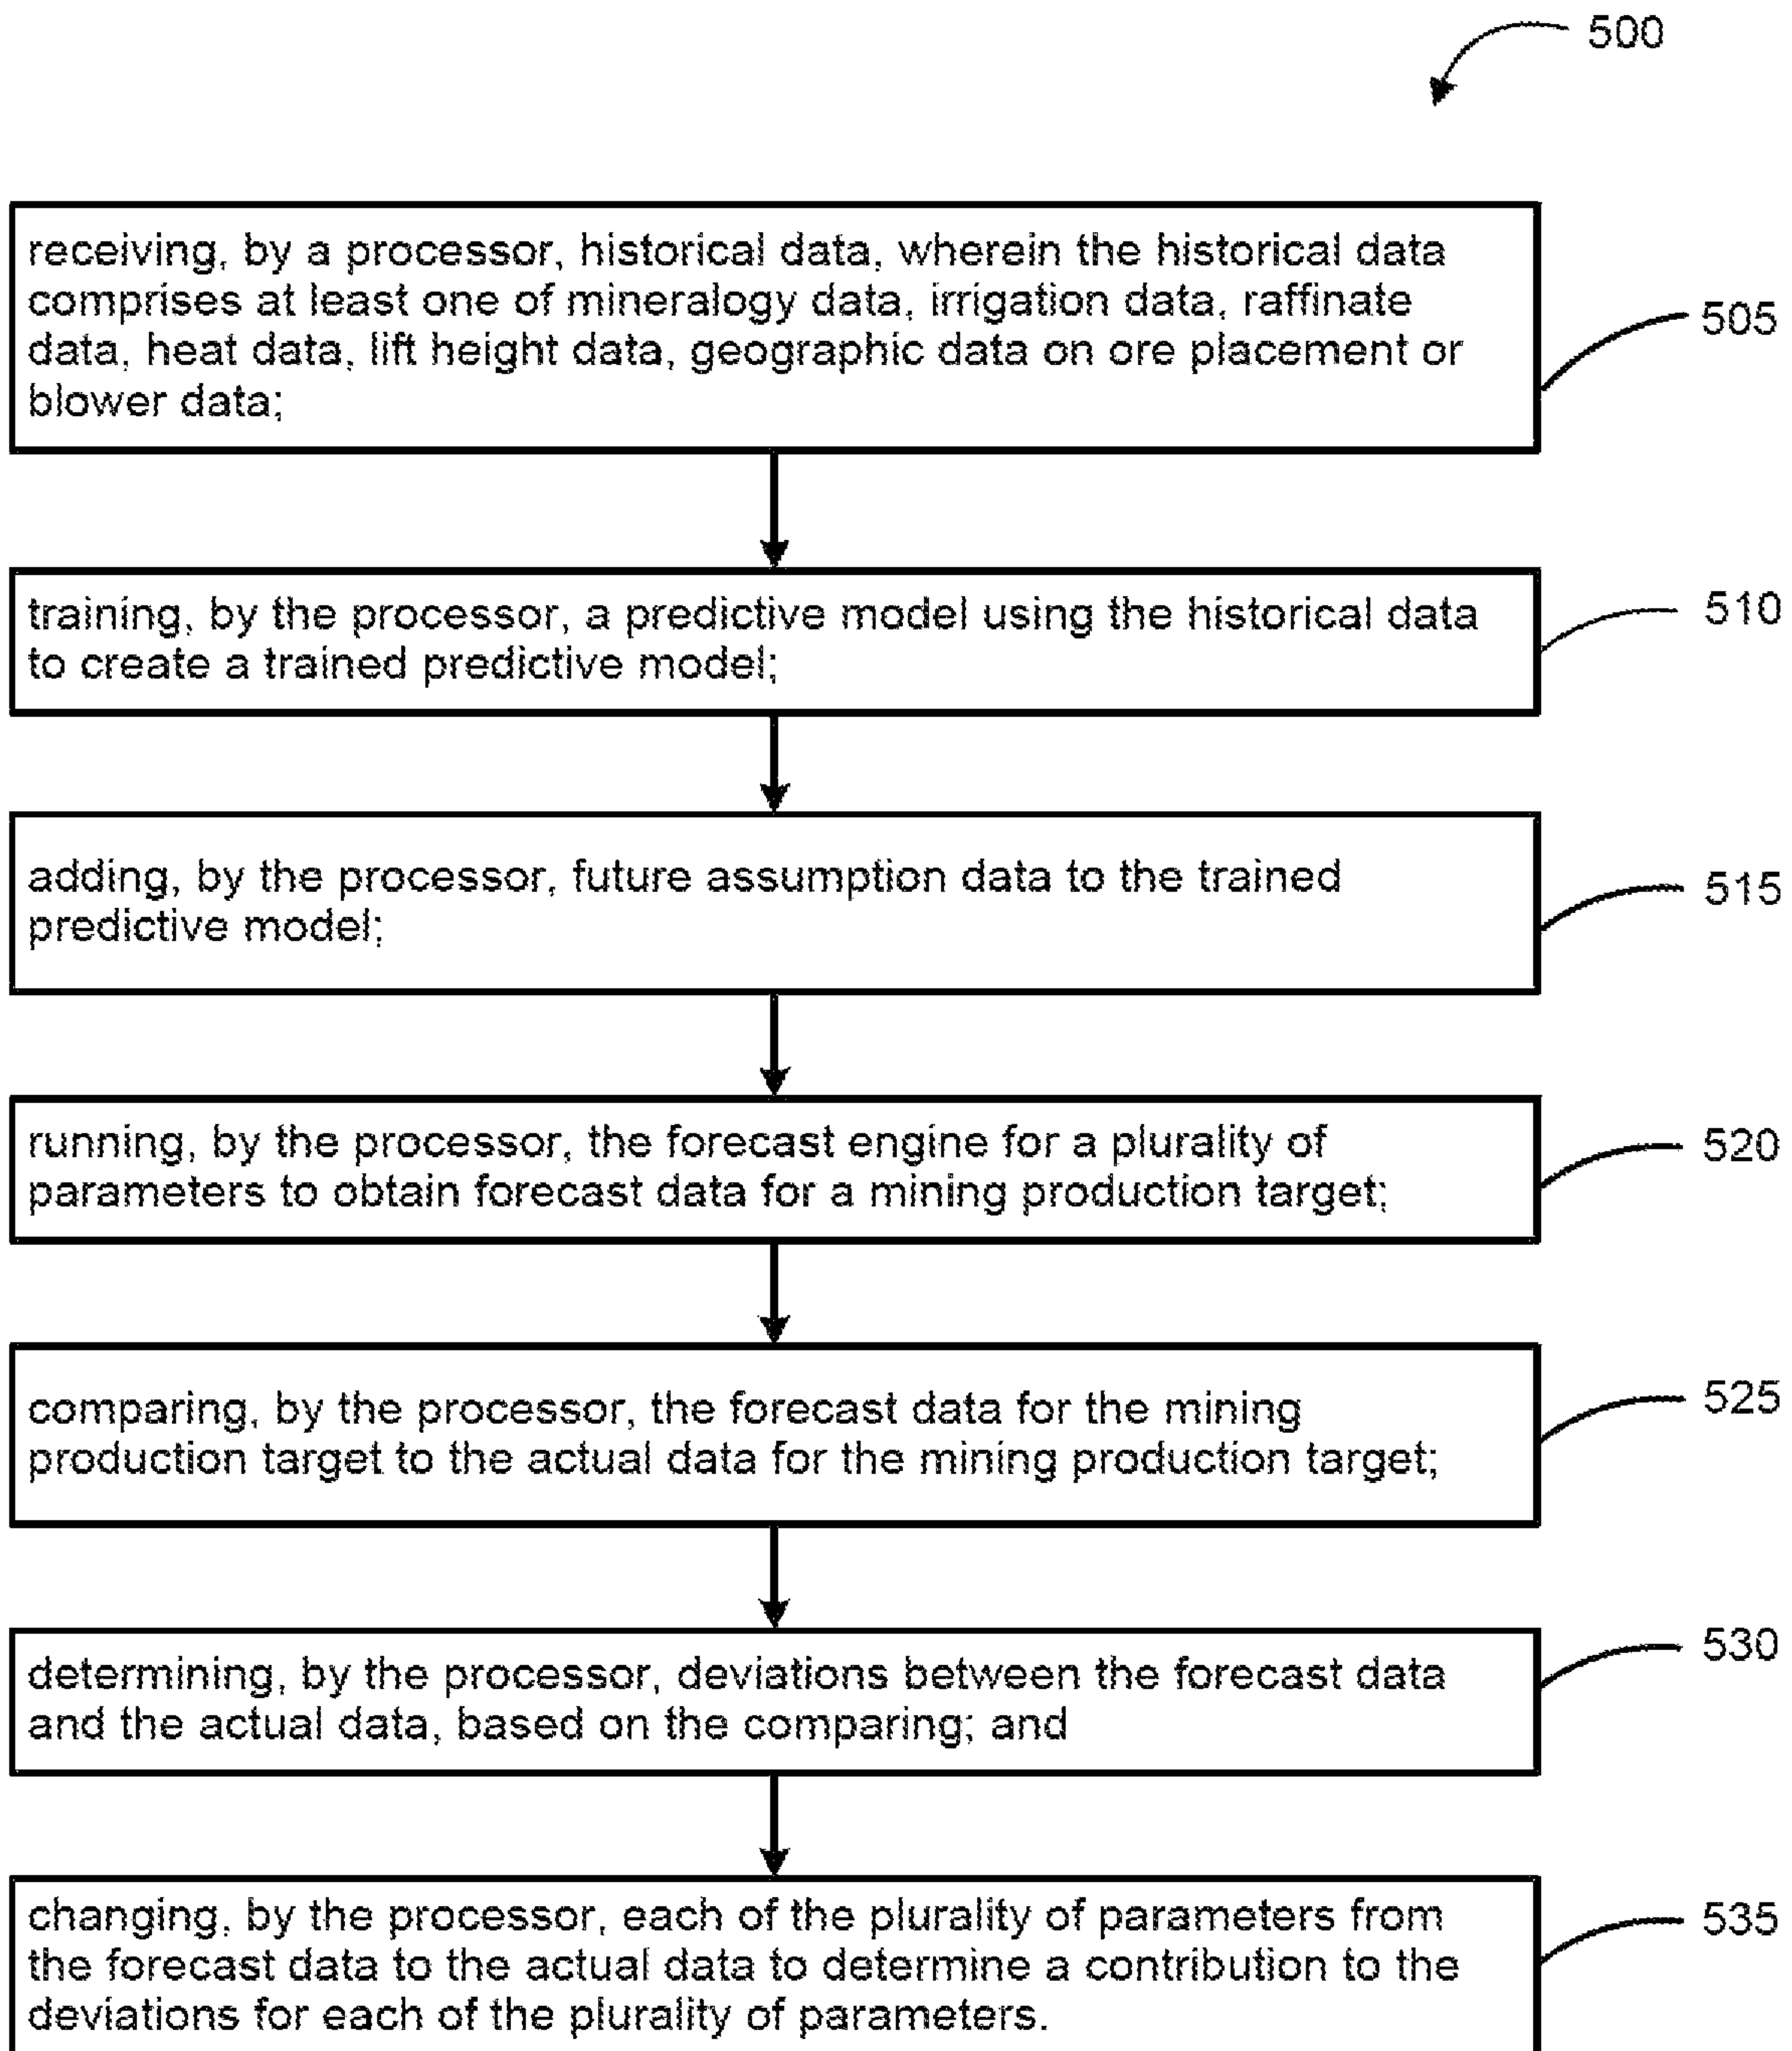 500
receiving, by a processor, historical data, wherein the historical data
comprises at least one of mineralogy data, irrigation data, raffinate
data, heat data, lift height data, geographic data on ore placement or
blower data;
505
training, by the processor, a predictive model using the historical data
to create a trained predictive model;
510
adding, by the processor, future assumption data to the trained
predictive model;
515
running, by the processor, the forecast engine for a plurality of
parameters to obtain forecast data for a mining production target;
520
comparing, by the processor, the forecast data for the mining
production target to the actual data for the mining production target;
525
determining, by the processor, deviations between the forecast data
and the actual data, based on the comparing; and
530
changing, by the processor, each of the plurality of parameters from
the forecast data to the actual data to determine a contribution to the
deviations for each of the plurality of parameters.
535